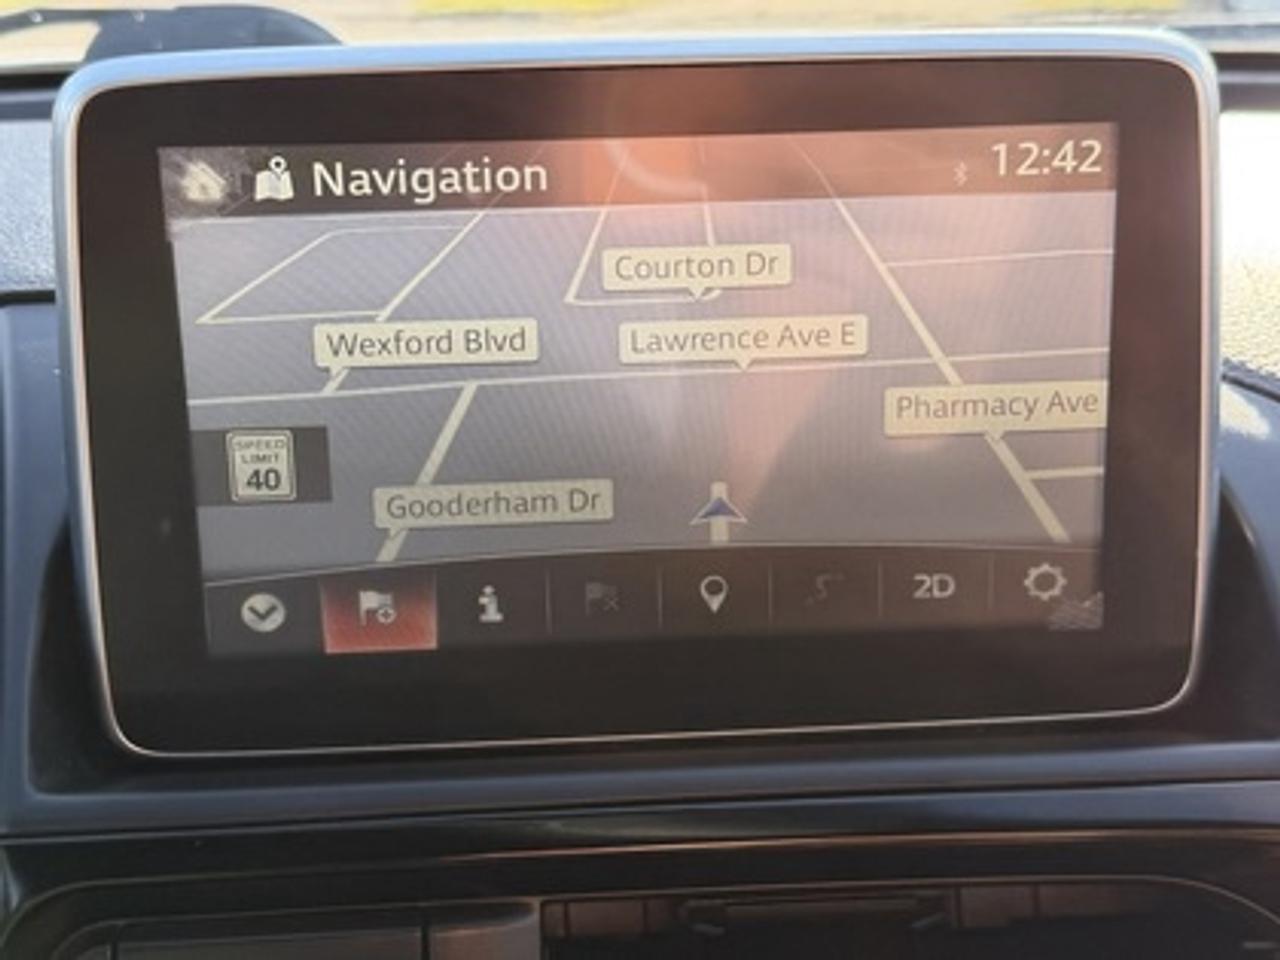 Navigation
12:42
Courton Dr
Wexford Blvd
Lawrence Ave E
Pharmacy Ave
SPEED
LIMIT
40
Gooderham Dr
2D